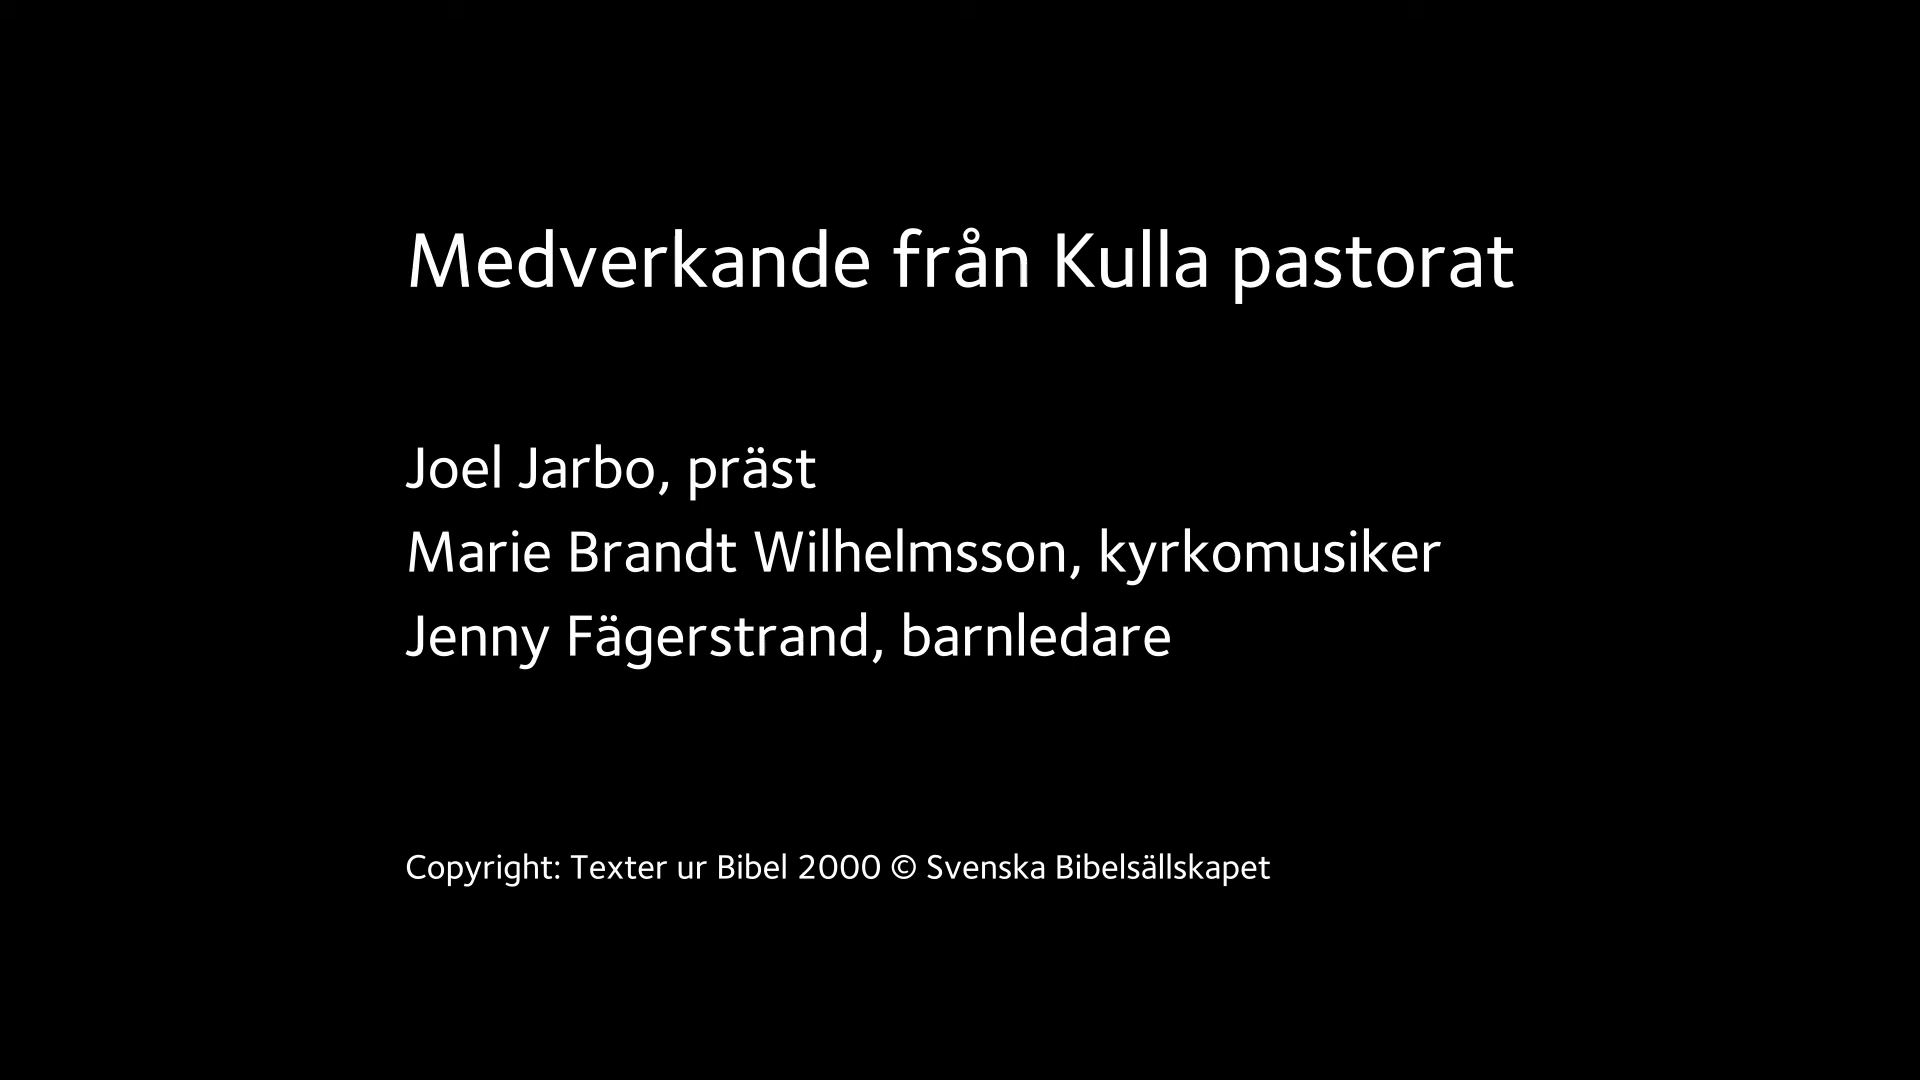 Medverkande från Kulla pastorat
Joel Jarbo, präst
Marie Brandt Wilhelmsson, kyrkomusiker
Jenny Fägerstrand, barnledare
Copyright: Texter ur Bibel 2000 © Svenska Bibelsällskapet